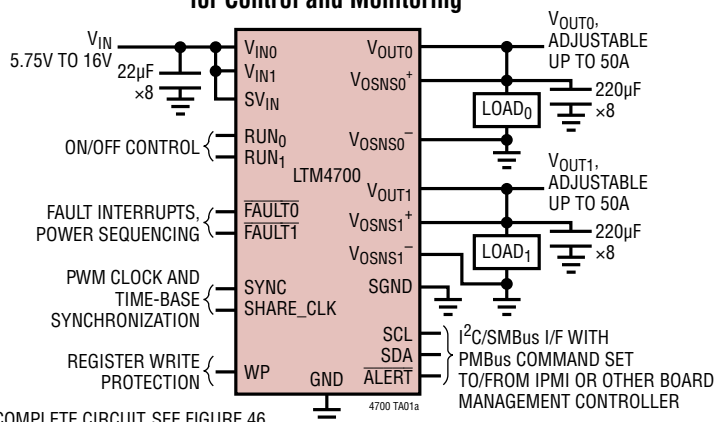 for Control and Monitoring
VIN
5.75V TO 16V
22µF
×8
ON/OFF CONTROL
FAULT INTERRUPTS,
POWER SEQUENCING
PWM CLOCK AND
TIME-BASE
SYNCHRONIZATION
REGISTER WRITE
PROTECTION
VIN0
VIN1
SVIN
RUN0
RUN1
LTM4700
FAULT0
FAULT1
SYNC
SHARE_CLK
WP
GND
VOUT0
VOSNS0+
VOSNS0−
VOUT1
VOSNS1+
VOSNS1−
SGND
SCL
SDA
ALERT
VOUT0,
ADJUSTABLE
UP TO 50A
LOAD0
220µF
×8
VOUT1,
ADJUSTABLE
UP TO 50A
LOAD1
220µF
×8
I2C/SMBus I/F WITH
PMBus COMMAND SET
TO/FROM IPMI OR OTHER BOARD
MANAGEMENT CONTROLLER
4700 TA01a
COMPLETE CIRCUIT, SEE FIGURE 46